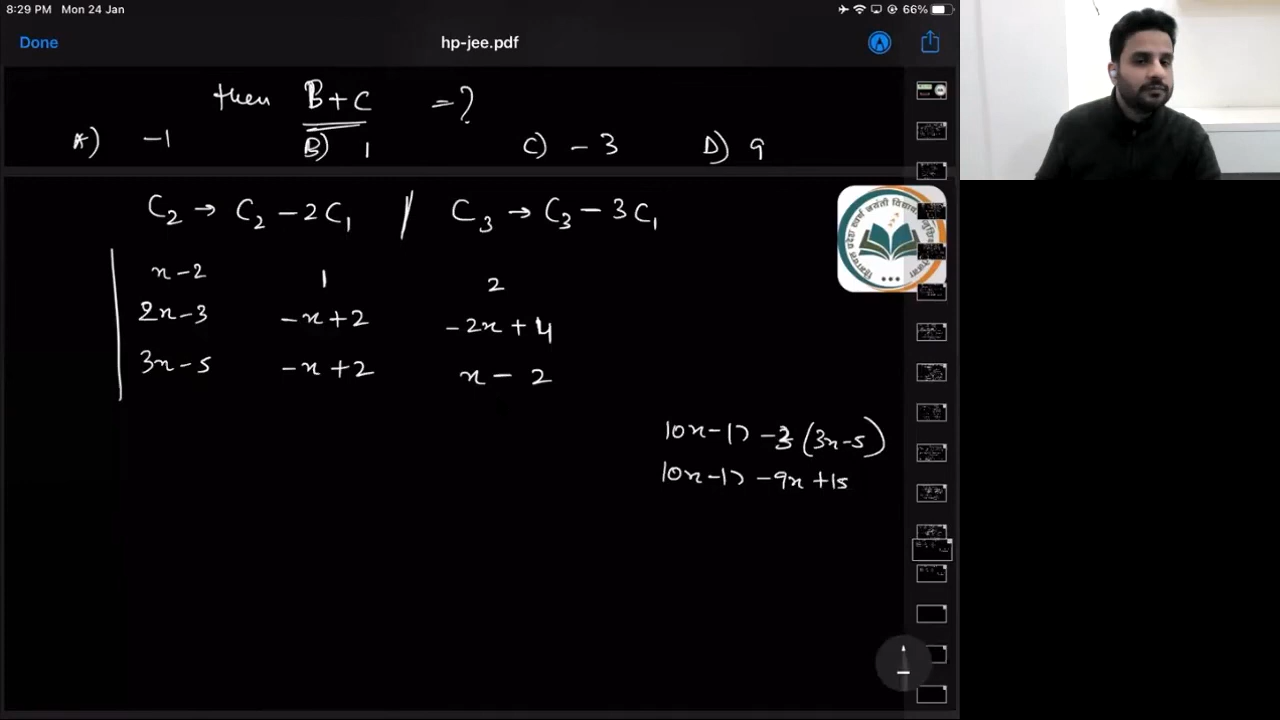 8:29 PM Mon 24 Jan
66%
Done
hp-jee.pdf
then B+C =?
A) -1 B) 1 C) -3 D) 9
C2 → C2 - 2C1 / C3 → C3 - 3C1
x-2 1 2
2x-3 -x+2 -2x+4
3x-5 -x+2 x-2
10x-17 -3(3x-5)
10x-17 -9x+15